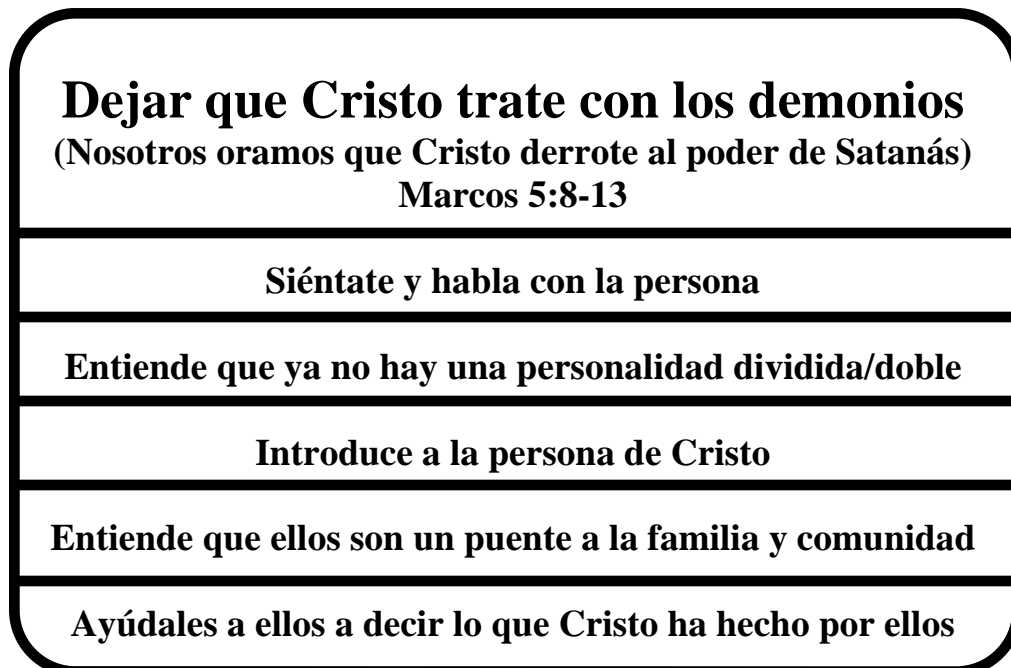 Dejar que Cristo trate con los demonios
(Nosotros oramos que Cristo derrote al poder de Satanás)
Marcos 5:8-13
Siéntate y habla con la persona
Entiende que ya no hay una personalidad dividida/doble
Introduce a la persona de Cristo
Entiende que ellos son un puente a la familia y comunidad
Ayúdales a ellos a decir lo que Cristo ha hecho por ellos